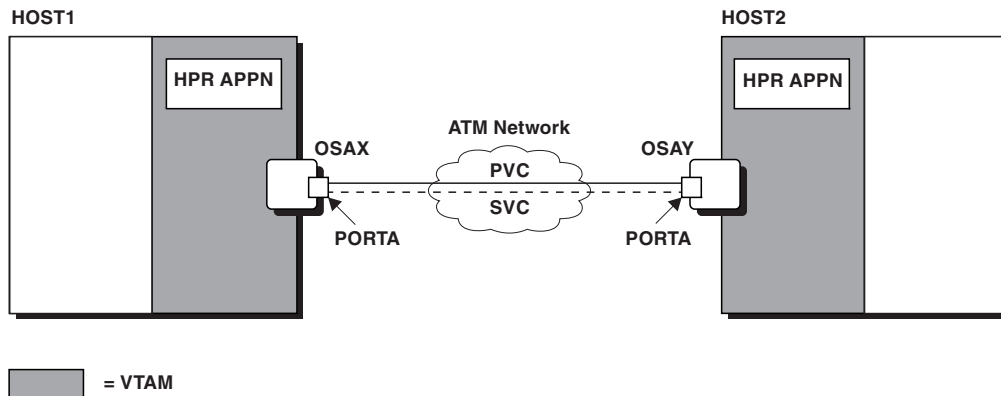 HOST1
HOST2
HPR APPN
HPR APPN
ATM Network
OSAX
OSAY
PVC
SVC
PORTA
PORTA
= VTAM